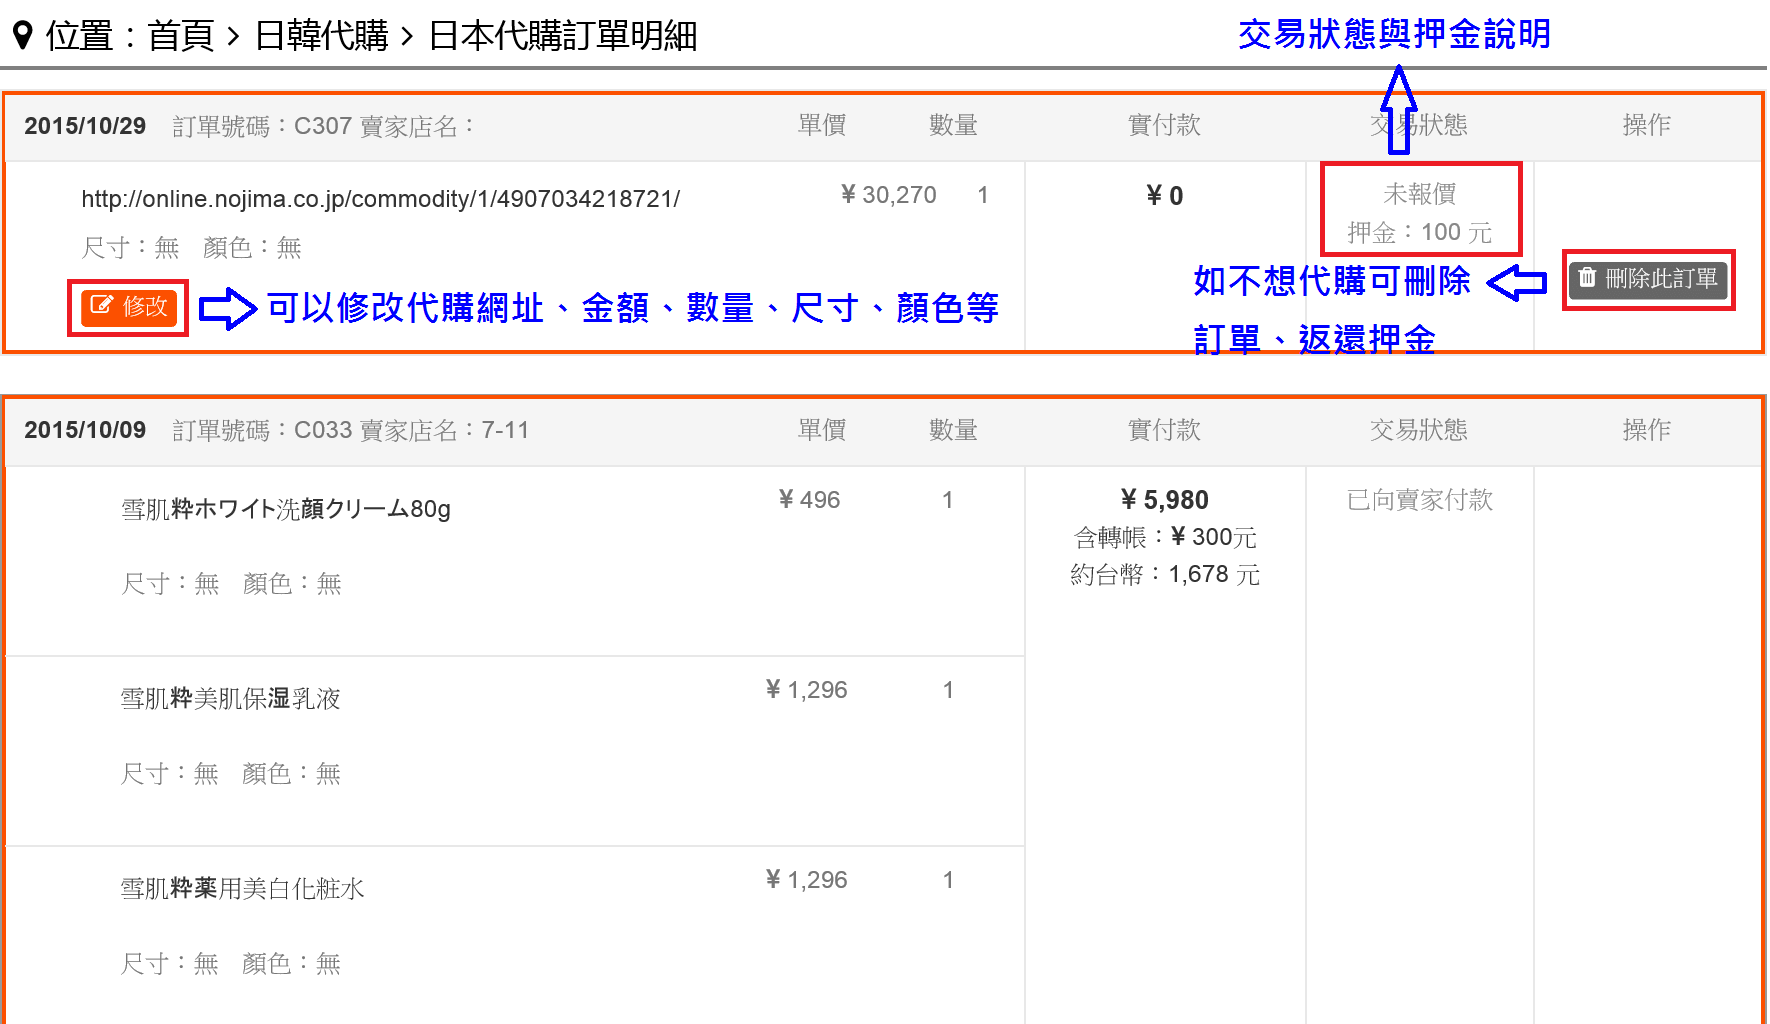 位置：首頁 > 日韓代購 > 日本代購訂單明細
交易狀態與押金說明
2015/10/29 訂單號碼：C307 賣家店名： 單價 數量 實付款 交易狀態 操作
http://online.nojima.co.jp/commodity/1/4907034218721/ ¥ 30,270 1 ¥ 0 未報價
押金：100 元
尺寸：無 顏色：無
修改 可以修改代購網址、金額、數量、尺寸、顏色等
如不想代購可刪除 刪除此訂單
訂單、返還押金
2015/10/09 訂單號碼：C033 賣家店名：7-11 單價 數量 實付款 交易狀態 操作
雪肌粋ホワイト洗顔クリーム80g ¥ 496 1 ¥ 5,980 已向賣家付款
含轉帳：¥ 300元
約台幣：1,678 元
尺寸：無 顏色：無
雪肌粋美肌保湿乳液 ¥ 1,296 1
尺寸：無 顏色：無
雪肌粋薬用美白化粧水 ¥ 1,296 1
尺寸：無 顏色：無